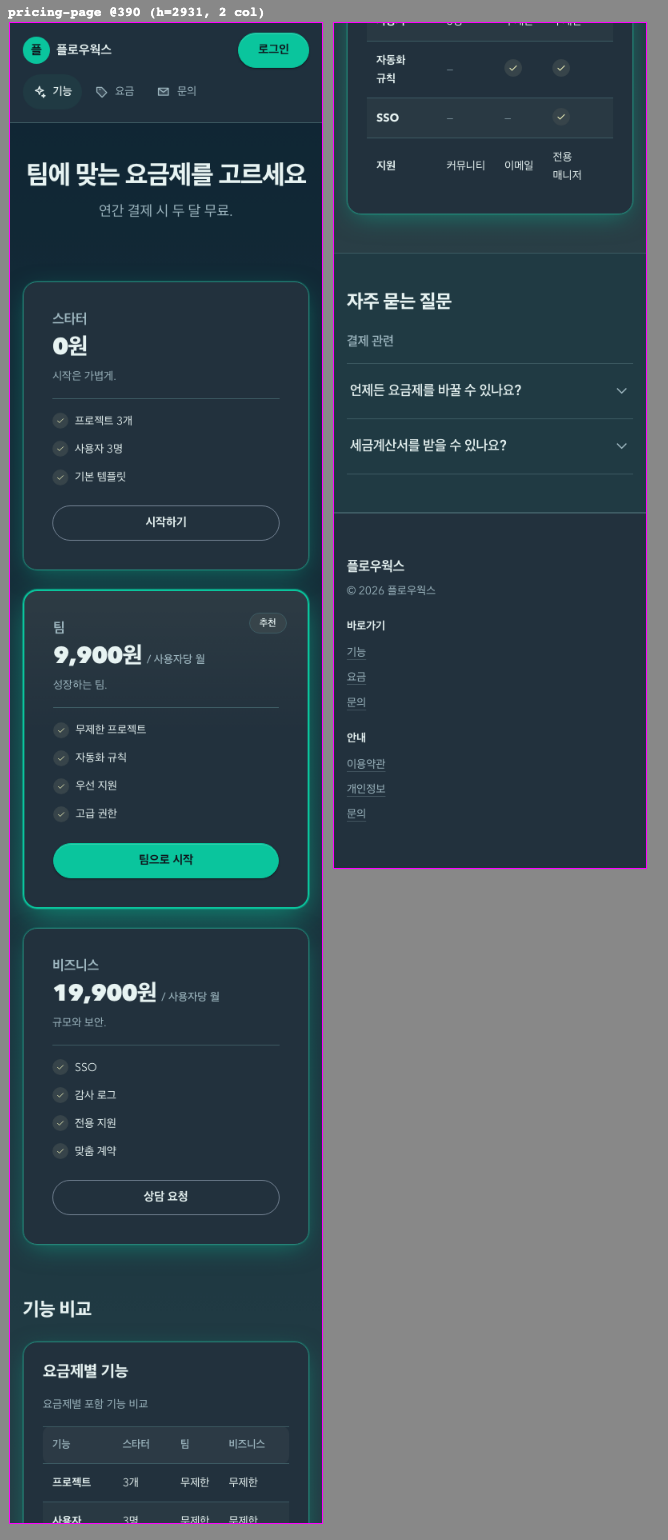 pricing-page @390 (h=2931, 2 col)
플 플로우웍스
로그인
기능
요금
문의
팀에 맞는 요금제를 고르세요
연간 결제 시 두 달 무료.
스타터
0원
시작은 가볍게.
프로젝트 3개
사용자 3명
기본 템플릿
시작하기
팀
추천
9,900원 / 사용자당 월
성장하는 팀.
무제한 프로젝트
자동화 규칙
우선 지원
고급 권한
팀으로 시작
비즈니스
19,900원 / 사용자당 월
규모와 보안.
SSO
감사 로그
전용 지원
맞춤 계약
상담 요청
기능 비교
요금제별 기능
요금제별 포함 기능 비교
기능 스타터 팀 비즈니스
프로젝트 3개 무제한 무제한
사용자 3명 무제한 무제한
자동화
규칙 –
SSO – –
지원 커뮤니티 이메일 전용
매니저
자주 묻는 질문
결제 관련
언제든 요금제를 바꿀 수 있나요?
세금계산서를 받을 수 있나요?
플로우웍스
© 2026 플로우웍스
바로가기
기능
요금
문의
안내
이용약관
개인정보
문의